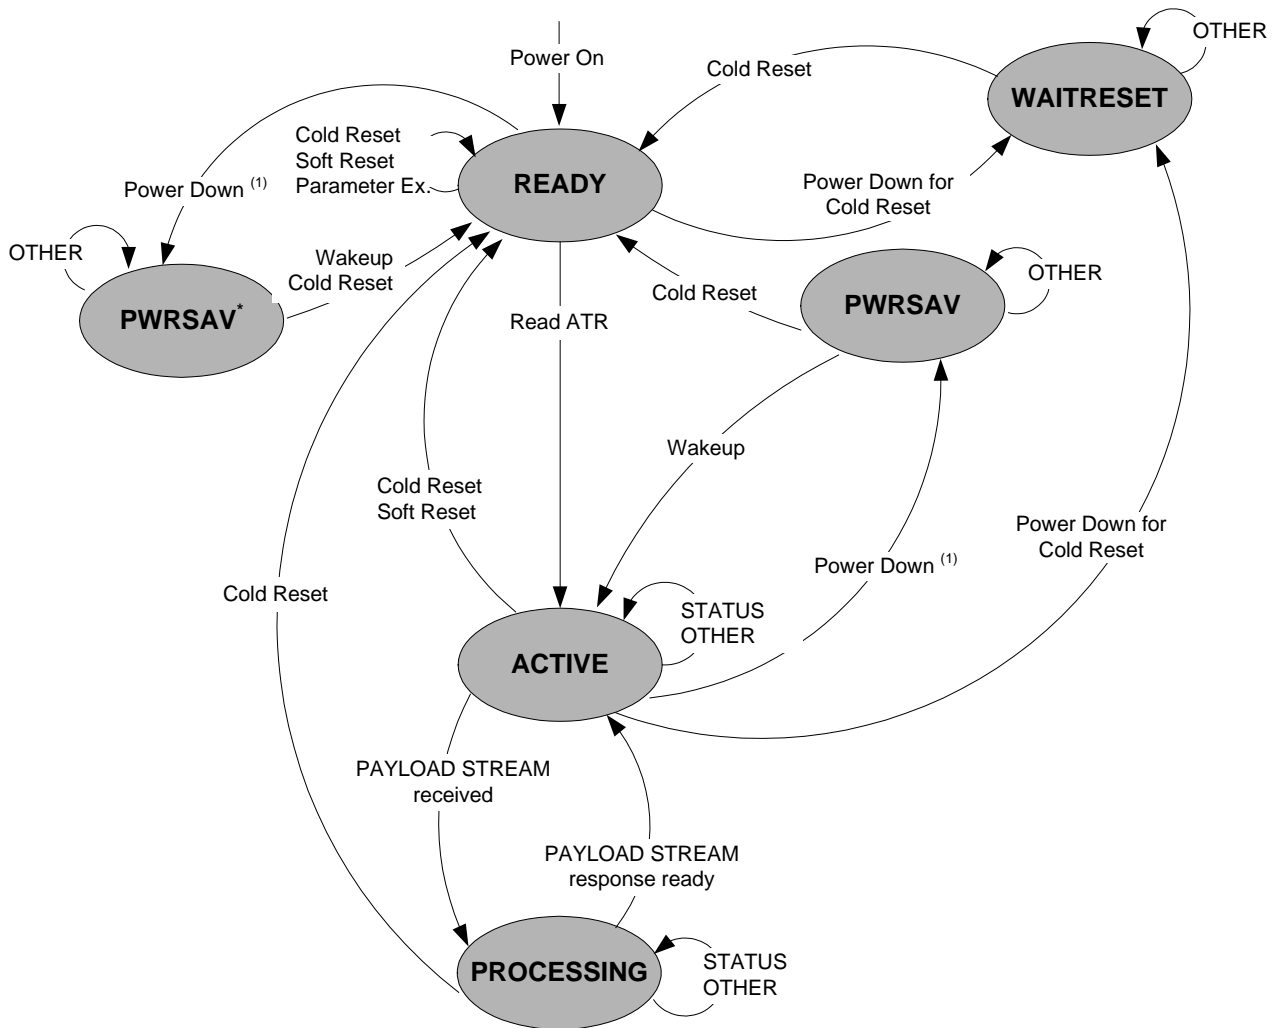 OTHER
Power On
Cold Reset
WAITRESET
Cold Reset
Soft Reset
Parameter Ex.
READY
Power Down (1)
Power Down for
Cold Reset
OTHER
Wakeup
Cold Reset
PWRSAV*
Cold Reset
PWRSAV
OTHER
Read ATR
Wakeup
Cold Reset
Soft Reset
Power Down for
Cold Reset
Power Down (1)
Cold Reset
STATUS
OTHER
ACTIVE
PAYLOAD STREAM
received
PAYLOAD STREAM
response ready
PROCESSING
STATUS
OTHER